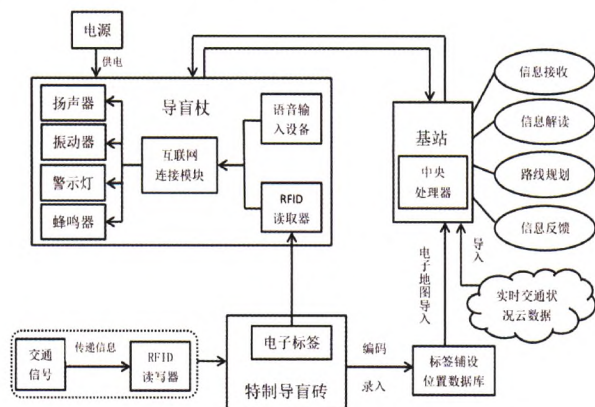 电源
供电
导盲杖
扬声器
振动器
警示灯
蜂鸣器
互联网
连接模块
语音输
入设备
RFID
读取器
基站
中央
处理器
信息接收
信息解读
路线规划
信息反馈
电子地图导入
导入
实时交通状
况云数据
交通
信号
传递信息
RFID
读写器
电子标签
特制导盲砖
编码
录入
标签铺设
位置数据库